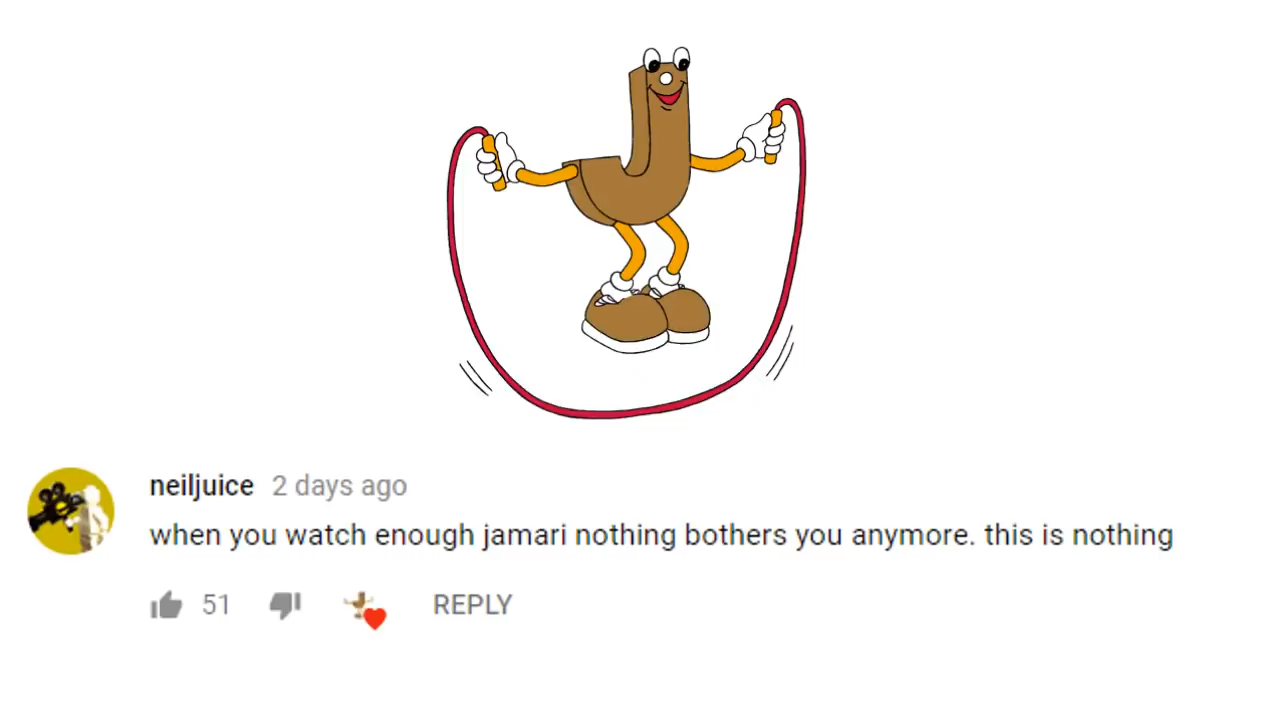 neiljuice 2 days ago
when you watch enough jamari nothing bothers you anymore. this is nothing
51 REPLY